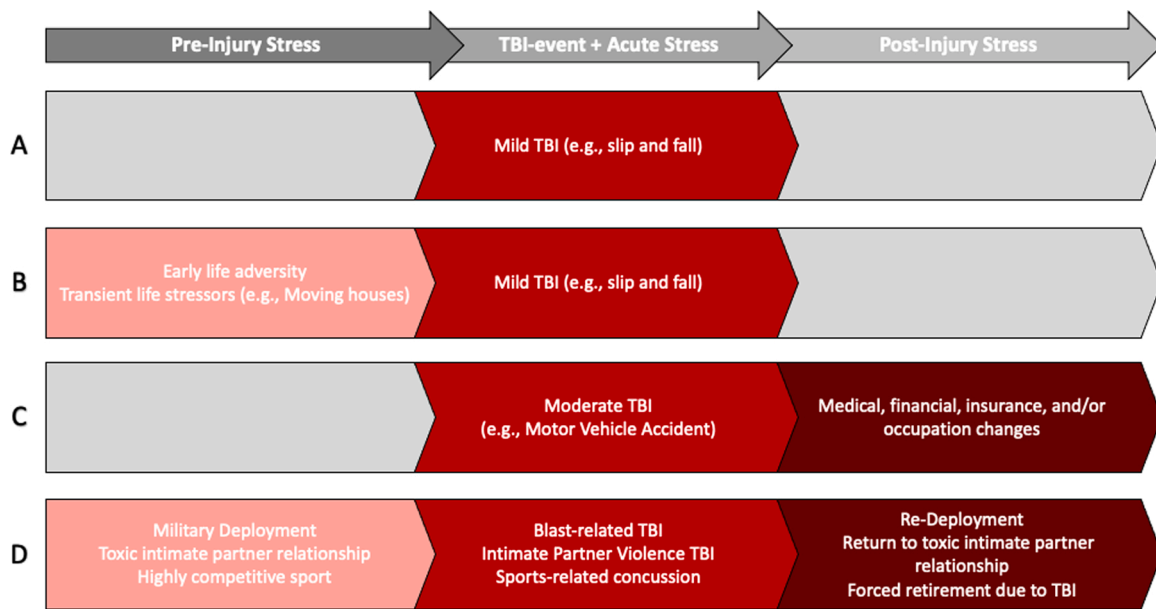 Pre-Injury Stress
TBI-event + Acute Stress
Post-Injury Stress
A
Mild TBI (e.g., slip and fall)
B
Early life adversity
Transient life stressors (e.g., Moving houses)
Mild TBI (e.g., slip and fall)
C
Moderate TBI
(e.g., Motor Vehicle Accident)
Medical, financial, insurance, and/or
occupation changes
D
Military Deployment
Toxic intimate partner relationship
Highly competitive sport
Blast-related TBI
Intimate Partner Violence TBI
Sports-related concussion
Re-Deployment
Return to toxic intimate partner
relationship
Forced retirement due to TBI